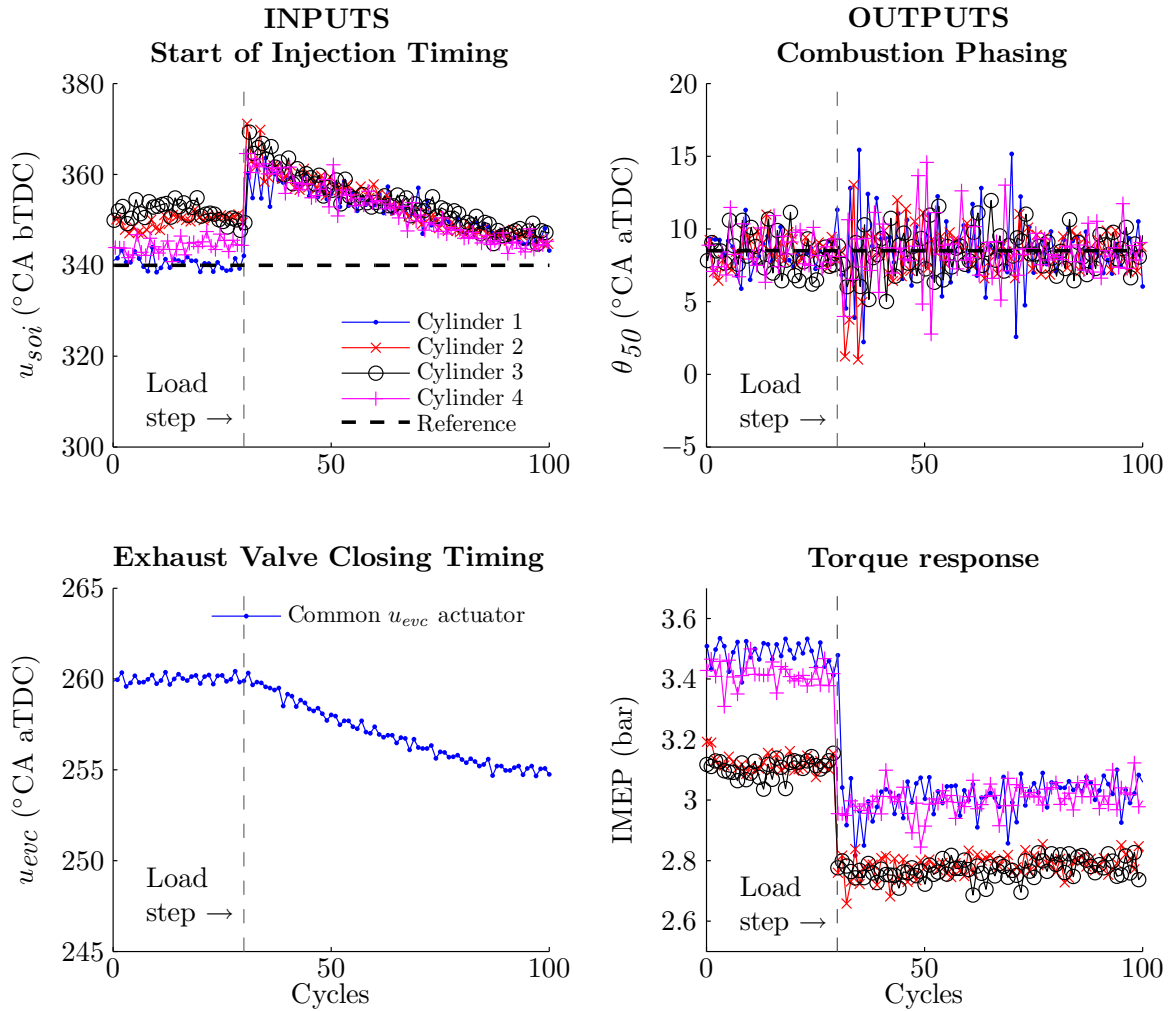 INPUTS
Start of Injection Timing
380
360
340
320
300
u_soi (°CA bTDC)
Cylinder 1
Cylinder 2
Cylinder 3
Cylinder 4
Reference
Load
step →
0
50
100
OUTPUTS
Combustion Phasing
20
15
10
5
0
−5
θ_50 (°CA aTDC)
Load
step →
0
50
100
Exhaust Valve Closing Timing
265
260
255
250
245
u_evc (°CA aTDC)
Common u_evc actuator
Load
step →
0
50
100
Cycles
Torque response
3.6
3.4
3.2
3
2.8
2.6
IMEP (bar)
Load
step →
0
50
100
Cycles